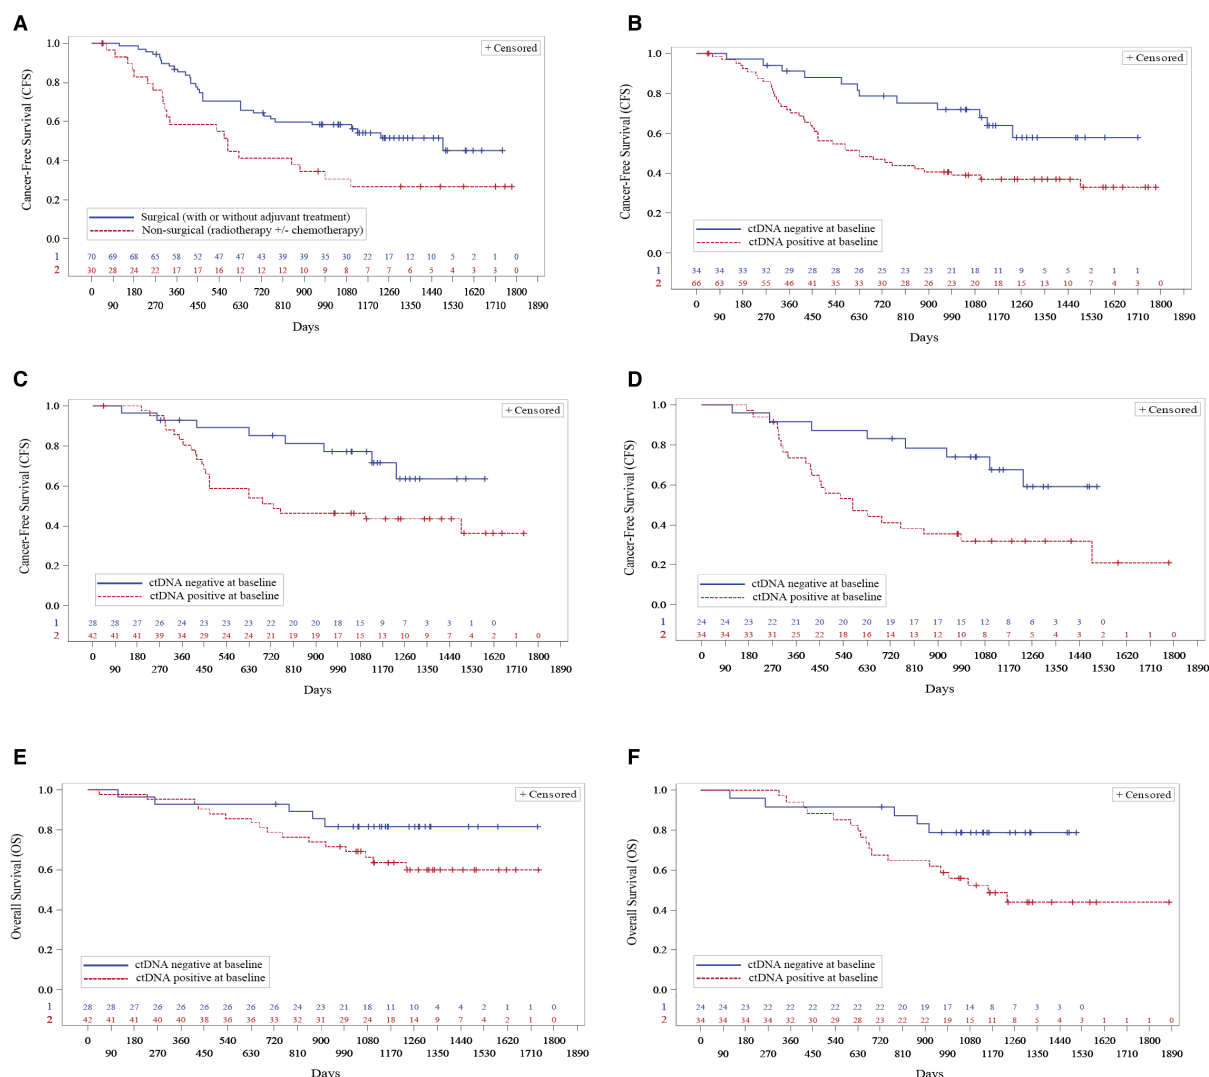 A
1.0
0.8
0.6
0.4
0.2
0.0
Cancer-Free Survival (CFS)
+ Censored
Surgical (with or without adjuvant treatment)
Non-surgical (radiotherapy +/- chemotherapy)
1 70 69 68 65 58 52 47 47 43 39 39 35 30 22 17 12 10 5 2 1 0
2 30 28 24 22 17 17 16 12 12 12 10 9 8 7 7 6 5 4 3 3 0
0 180 360 540 720 900 1080 1260 1440 1620 1800
90 270 450 630 810 990 1170 1350 1530 1710 1890
Days
B
1.0
0.8
0.6
0.4
0.2
0.0
Cancer-Free Survival (CFS)
+ Censored
ctDNA negative at baseline
ctDNA positive at baseline
1 34 34 33 32 29 28 28 26 25 23 23 21 18 11 9 5 5 2 1 1
2 66 63 59 55 46 41 35 33 30 28 26 23 20 18 15 13 10 7 4 3 0
0 180 360 540 720 900 1080 1260 1440 1620 1800
90 270 450 630 810 990 1170 1350 1530 1710 1890
Days
C
1.0
0.8
0.6
0.4
0.2
0.0
Cancer-Free Survival (CFS)
+ Censored
ctDNA negative at baseline
ctDNA positive at baseline
1 28 28 27 26 24 23 23 23 22 20 20 18 15 9 7 3 3 1 0
2 42 41 41 39 34 29 24 24 21 19 19 17 15 13 10 9 7 4 2 1 0
0 180 360 540 720 900 1080 1260 1440 1620 1800
90 270 450 630 810 990 1170 1350 1530 1710 1890
Days
D
1.0
0.8
0.6
0.4
0.2
0.0
Cancer-Free Survival (CFS)
+ Censored
ctDNA negative at baseline
ctDNA positive at baseline
1 24 24 23 22 21 20 20 20 19 17 17 15 12 8 6 3 3 0
2 34 34 33 31 25 22 18 16 14 13 12 10 8 7 5 4 3 2 1 1 0
0 180 360 540 720 900 1080 1260 1440 1620 1800
90 270 450 630 810 990 1170 1350 1530 1710 1890
Days
E
1.0
0.8
0.6
0.4
0.2
0.0
Overall Survival (OS)
+ Censored
ctDNA negative at baseline
ctDNA positive at baseline
1 28 28 27 26 26 26 26 26 26 24 23 21 18 11 10 4 4 2 1 1 0
2 42 41 41 40 40 38 36 36 33 32 31 29 24 18 14 9 7 4 2 1 0
0 180 360 540 720 900 1080 1260 1440 1620 1800
90 270 450 630 810 990 1170 1350 1530 1710 1890
Days
F
1.0
0.8
0.6
0.4
0.2
0.0
Overall Survival (OS)
+ Censored
ctDNA negative at baseline
ctDNA positive at baseline
1 24 24 23 22 22 22 22 22 22 20 19 17 14 8 7 3 3 0
2 34 34 34 34 32 30 29 28 23 22 22 19 15 11 8 5 4 3 1 1 1 0
0 180 360 540 720 900 1080 1260 1440 1620 1800
90 270 450 630 810 990 1170 1350 1530 1710 1890
Days